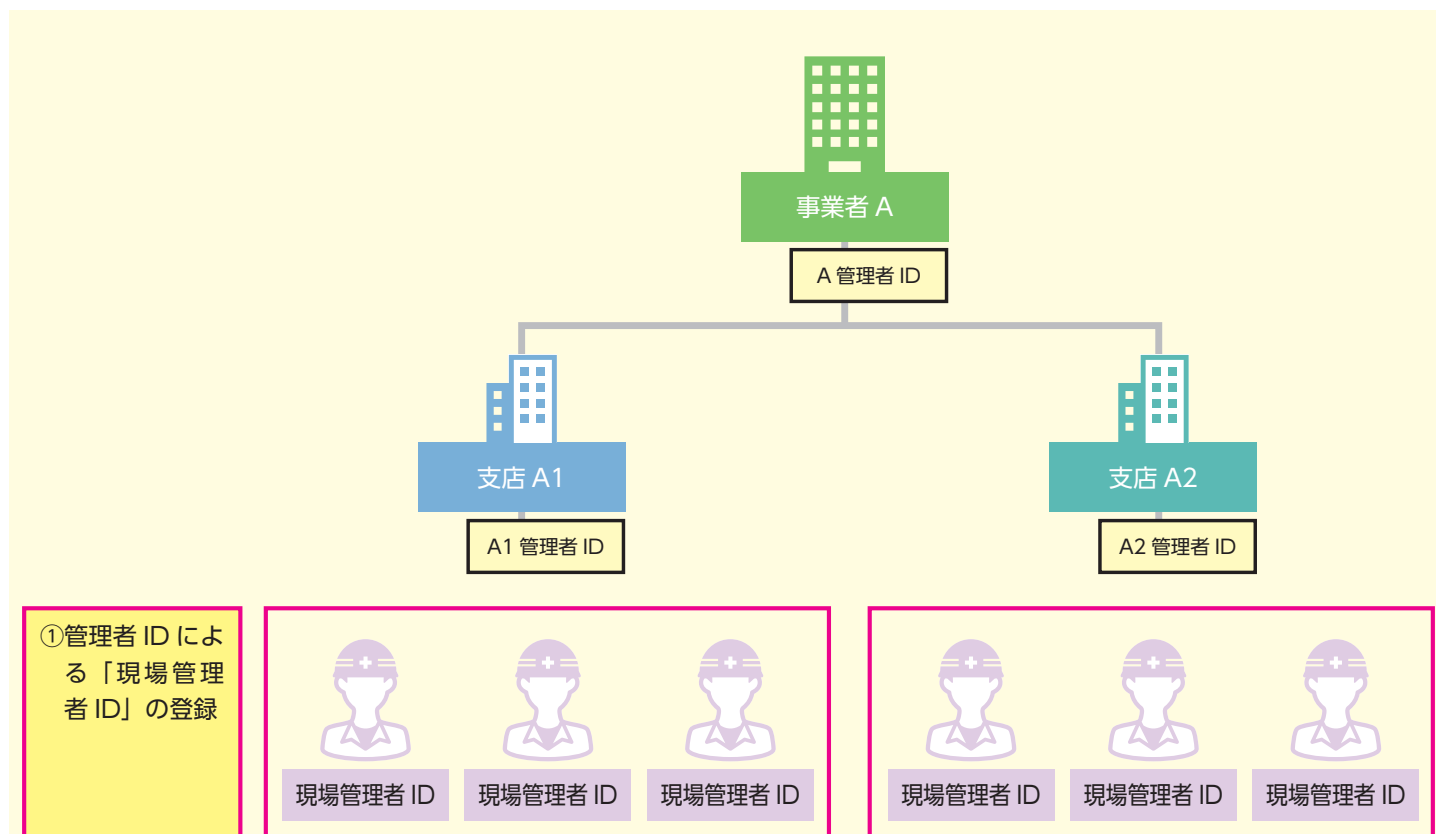 事業者 A
A 管理者 ID
支店 A1
支店 A2
A1 管理者 ID
A2 管理者 ID
①管理者 ID によ
る「現場管理
者 ID」の登録
現場管理者 ID
現場管理者 ID
現場管理者 ID
現場管理者 ID
現場管理者 ID
現場管理者 ID